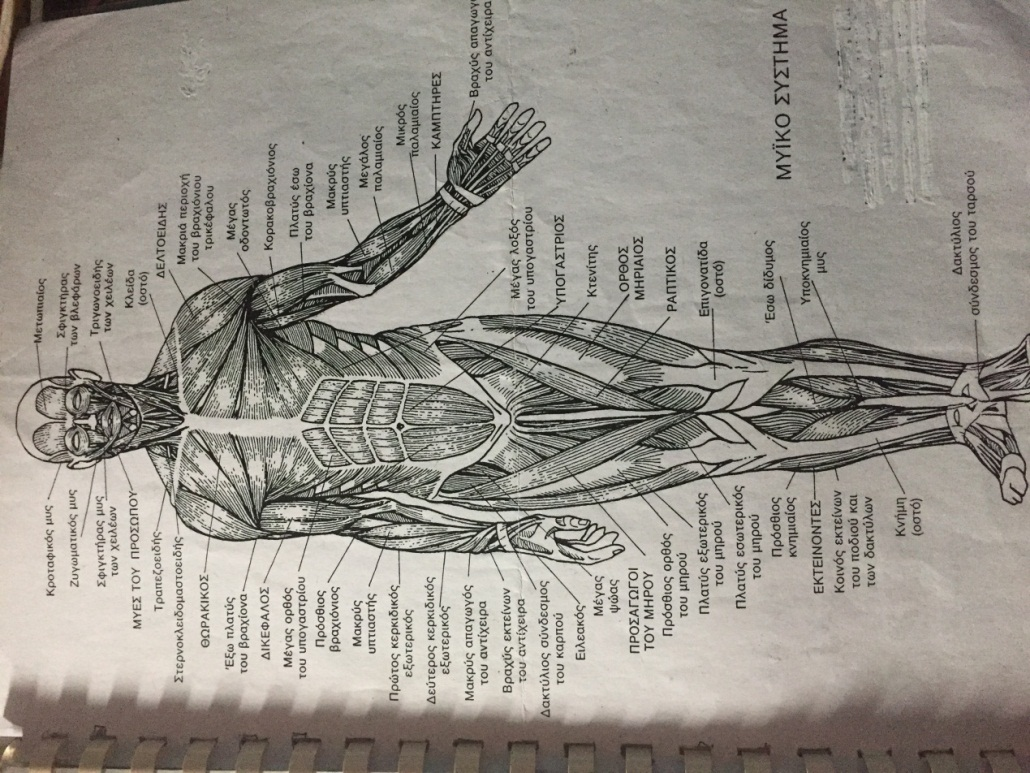 Μετωπιαίος
Σφιγκτήρας
των βλεφάρων
Τριγωνοειδής
των χειλέων
Κλείδα
(οστό)
ΔΕΛΤΟΕΙΔΗΣ
Μακριά περιοχή
του βραχιόνιου
τρικέφαλου
Μέγας
οδοντωτός
Κορακοβραχιόνιος
Πλατύς έσω
του βραχίονα
Μακρύς
υπτιαστής
Μεγάλος
παλαμιαίος
Μικρός
παλαμιαίος
ΚΑΜΠΤΗΡΕΣ
Βραχύς απαγωγ
του αντίχειρα
Μέγας λοξός
του υπογαστρίου
ΥΠΟΓΑΣΤΡΙΟΣ
Κτενίτης
ΟΡΘΟΣ
ΜΗΡΙΑΙΟΣ
ΡΑΠΤΙΚΟΣ
Επιγονατίδα
(οστό)
Έσω δίδυμος
Υποκνημιαίος
μυς
Δακτύλιος
σύνδεσμος του ταρσού
Κροταφικός μυς
Ζυγωματικός μυς
Σφιγκτήρας μυς
των χειλέων
ΜΥΕΣ ΤΟΥ ΠΡΟΣΩΠΟΥ
Τραπεζοειδής
Στερνοκλειδομαστοειδής
ΘΩΡΑΚΙΚΟΣ
Έξω πλατύς
του βραχίονα
ΔΙΚΕΦΑΛΟΣ
Μέγας ορθός
του υπογαστρίου
Πρόσθιος
βραχιόνιος
Μακρύς
υπτιαστής
Πρώτος κερκιδικός
εξωτερικός
Δεύτερος κερκιδικός
εξωτερικός
Μακρύς απαγωγός
του αντίχειρα
Βραχύς εκτείνων
του αντίχειρα
Δακτύλιος σύνδεσμος
του καρπού
Ειλεακός
Μέγας
ψώας
ΠΡΟΣΑΓΩΓΟΙ
ΤΟΥ ΜΗΡΟΥ
Πρόσθιος ορθός
του μηρού
Πλατύς εξωτερικός
του μηρού
Πλατύς εσωτερικός
του μηρού
Πρόσθιος
κνημιαίος
ΕΚΤΕΙΝΟΝΤΕΣ
Κοινός εκτείνων
του ποδιού και
των δακτύλων
Κνήμη
(οστό)
ΜΥΪΚΟ ΣΥΣΤΗΜΑ